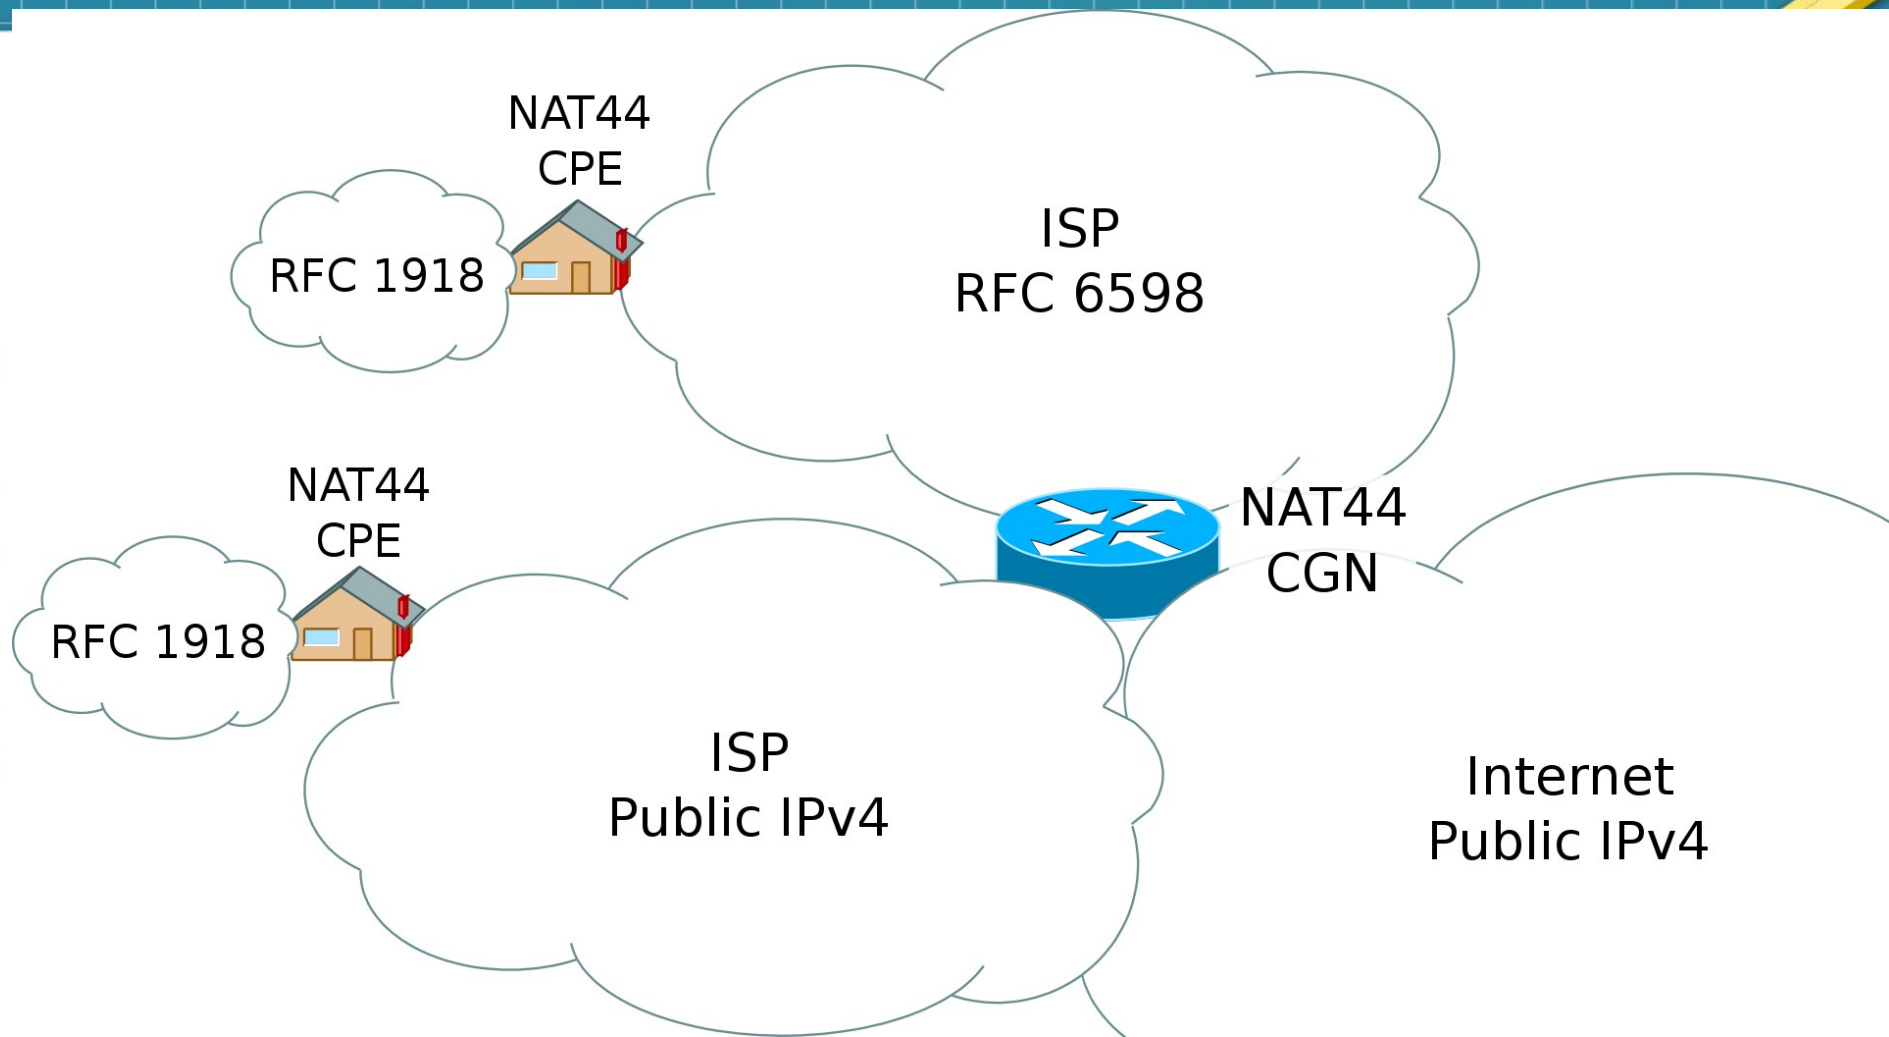 NAT44
CPE
RFC 1918
ISP
RFC 6598
NAT44
CPE
RFC 1918
NAT44
CGN
ISP
Public IPv4
Internet
Public IPv4